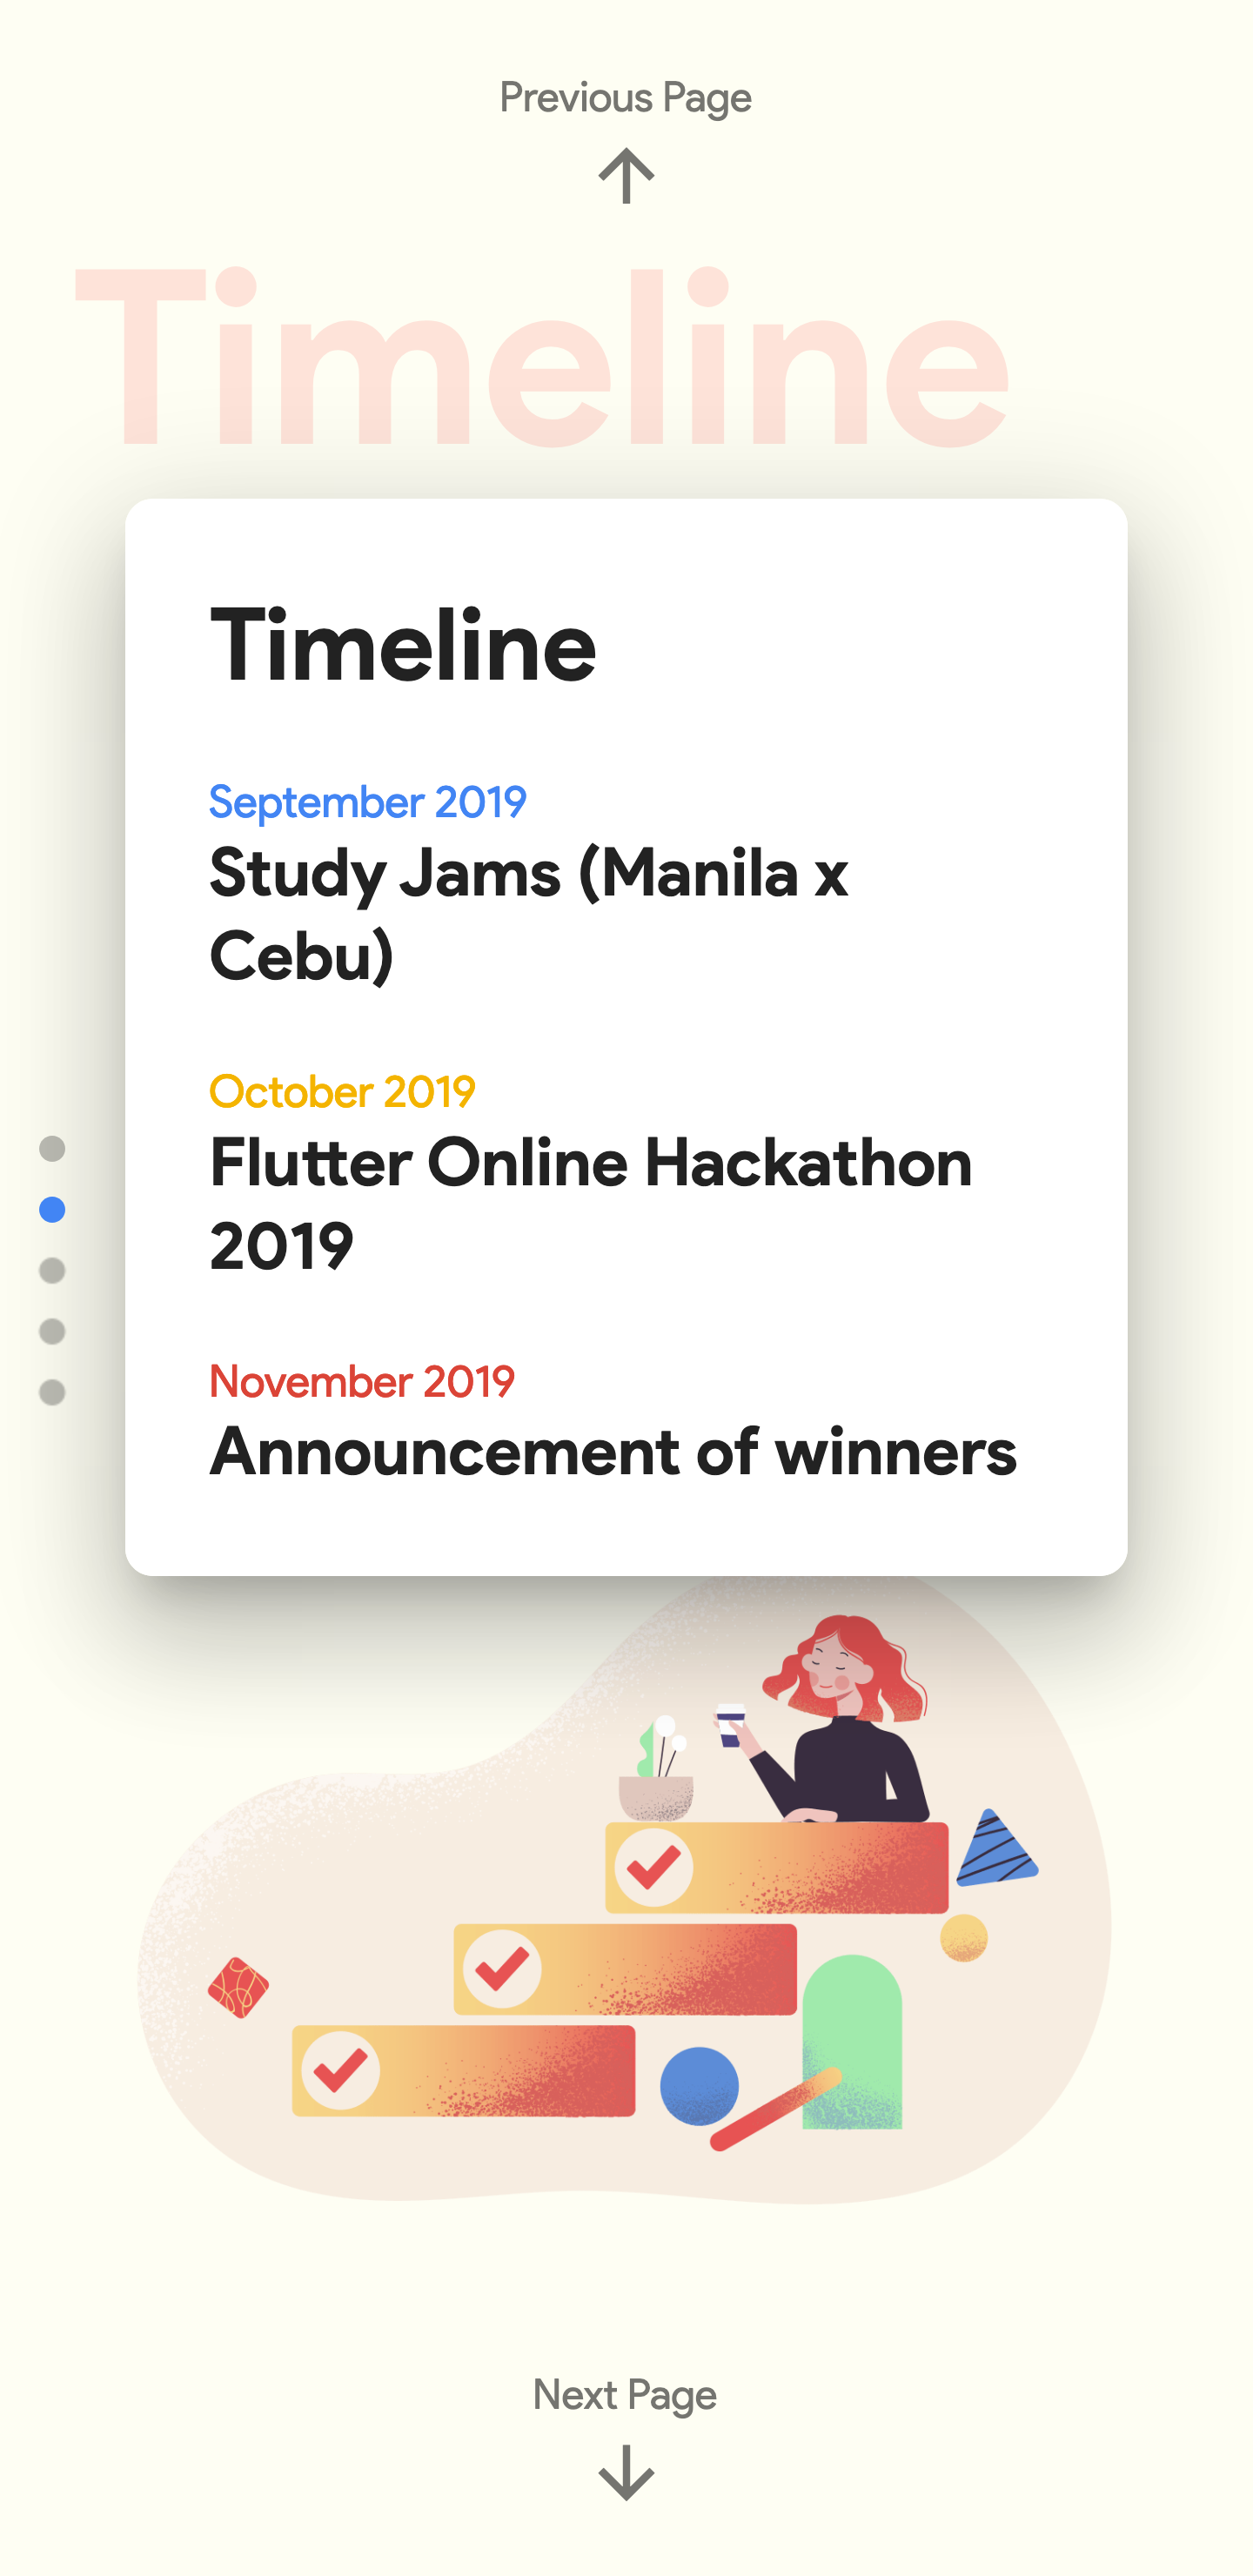 Previous Page
Timeline
Timeline
September 2019
Study Jams (Manila x
Cebu)
October 2019
Flutter Online Hackathon
2019
November 2019
Announcement of winners
Next Page